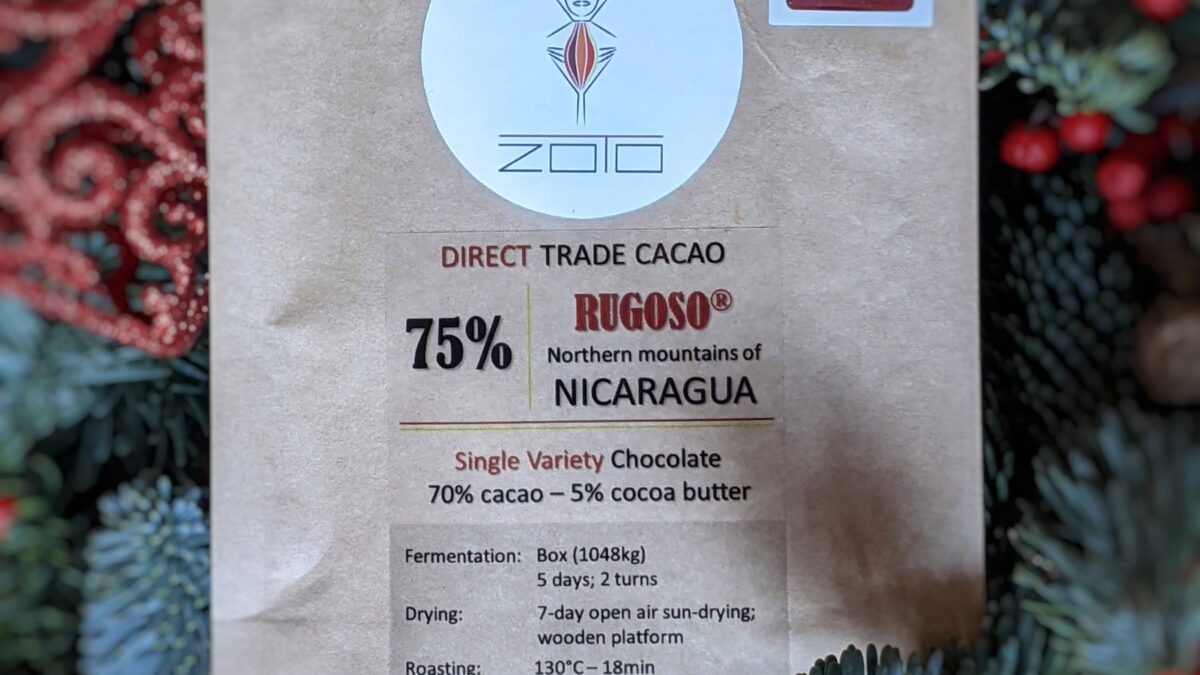 ZOTO
DIRECT TRADE CACAO
75%
RUGOSO®
Northern mountains of
NICARAGUA
Single Variety Chocolate
70% cacao – 5% cocoa butter
Fermentation: Box (1048kg)
5 days; 2 turns
Drying: 7-day open air sun-drying;
wooden platform
Roasting: 130°C – 18min